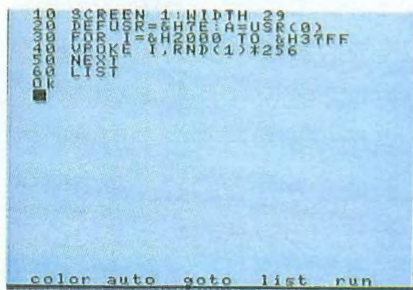 10 SCREEN 1:WIDTH 29
20 DEFUSR=&H7E:A=USR(0)
30 FOR I=&H2000 TO &H37FF
40 VPOKE I,RND(1)*256
50 NEXT
60 LIST
Ok
color auto goto list run